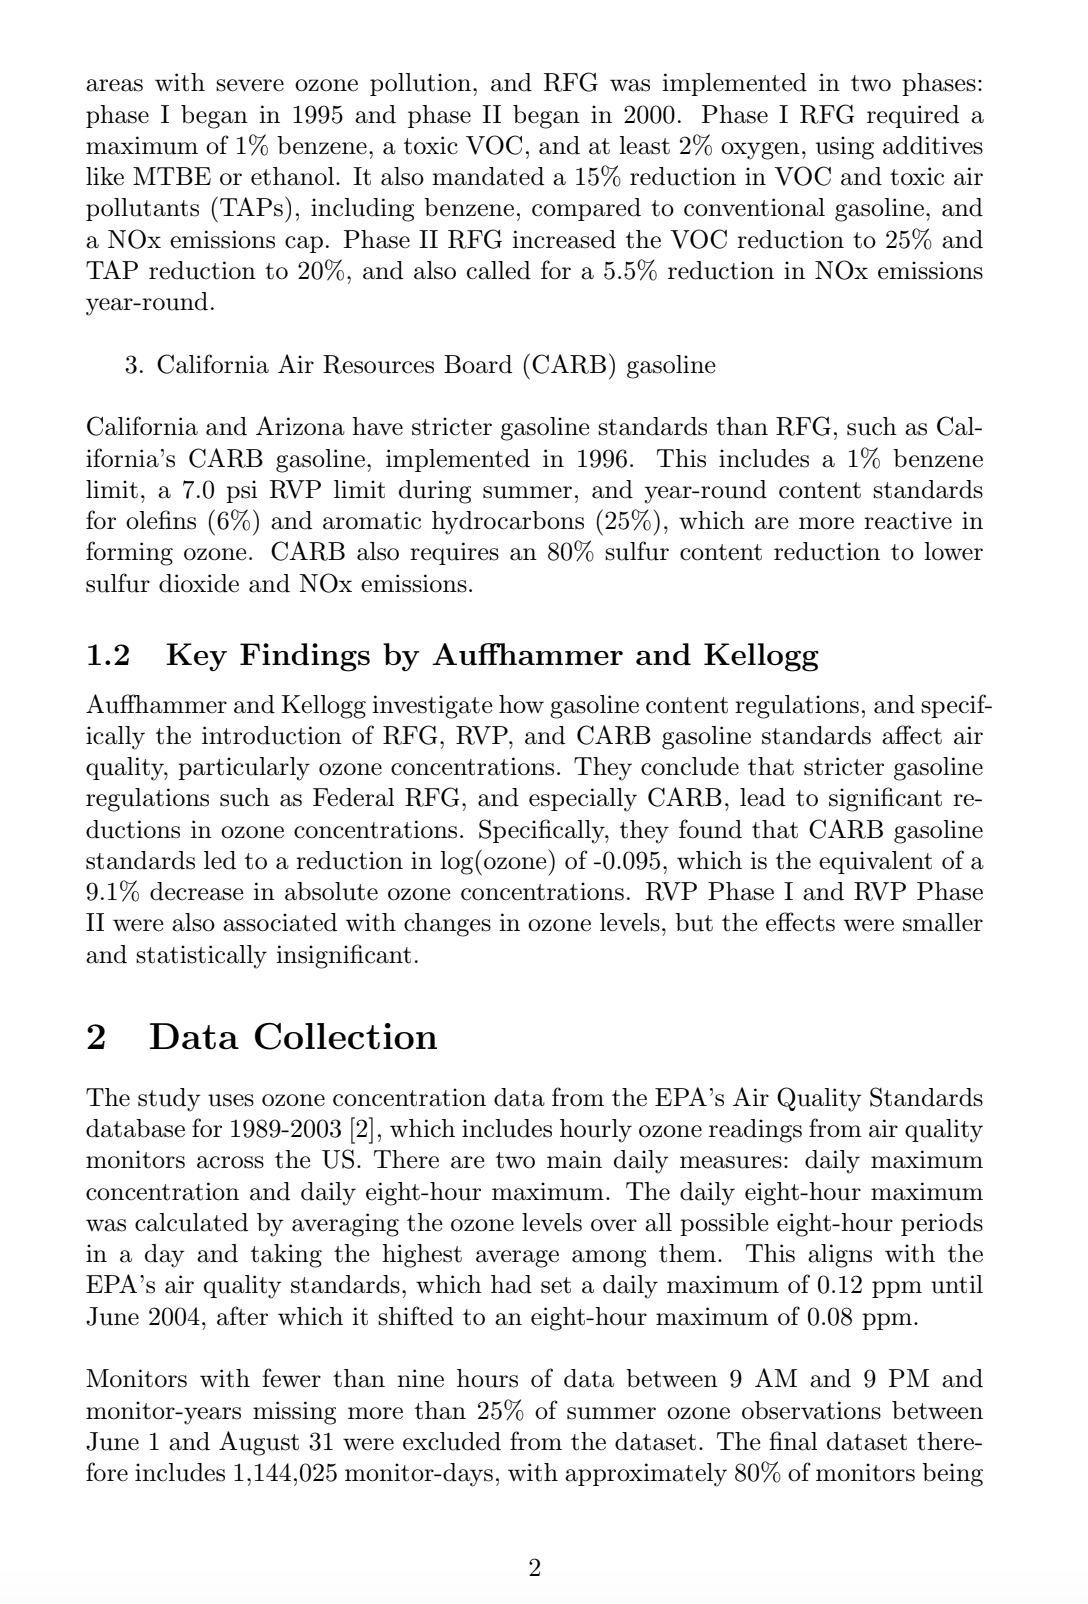 areas with severe ozone pollution, and RFG was implemented in two phases:
phase I began in 1995 and phase II began in 2000. Phase I RFG required a
maximum of 1% benzene, a toxic VOC, and at least 2% oxygen, using additives
like MTBE or ethanol. It also mandated a 15% reduction in VOC and toxic air
pollutants (TAPs), including benzene, compared to conventional gasoline, and
a NOx emissions cap. Phase II RFG increased the VOC reduction to 25% and
TAP reduction to 20%, and also called for a 5.5% reduction in NOx emissions
year-round.
3. California Air Resources Board (CARB) gasoline
California and Arizona have stricter gasoline standards than RFG, such as Cal-
ifornia's CARB gasoline, implemented in 1996. This includes a 1% benzene
limit, a 7.0 psi RVP limit during summer, and year-round content standards
for olefins (6%) and aromatic hydrocarbons (25%), which are more reactive in
forming ozone. CARB also requires an 80% sulfur content reduction to lower
sulfur dioxide and NOx emissions.
1.2 Key Findings by Auffhammer and Kellogg
Auffhammer and Kellogg investigate how gasoline content regulations, and specif-
ically the introduction of RFG, RVP, and CARB gasoline standards affect air
quality, particularly ozone concentrations. They conclude that stricter gasoline
regulations such as Federal RFG, and especially CARB, lead to significant re-
ductions in ozone concentrations. Specifically, they found that CARB gasoline
standards led to a reduction in log(ozone) of -0.095, which is the equivalent of a
9.1% decrease in absolute ozone concentrations. RVP Phase I and RVP Phase
II were also associated with changes in ozone levels, but the effects were smaller
and statistically insignificant.
2 Data Collection
The study uses ozone concentration data from the EPA's Air Quality Standards
database for 1989-2003 [2], which includes hourly ozone readings from air quality
monitors across the US. There are two main daily measures: daily maximum
concentration and daily eight-hour maximum. The daily eight-hour maximum
was calculated by averaging the ozone levels over all possible eight-hour periods
in a day and taking the highest average among them. This aligns with the
EPA's air quality standards, which had set a daily maximum of 0.12 ppm until
June 2004, after which it shifted to an eight-hour maximum of 0.08 ppm.
Monitors with fewer than nine hours of data between 9 AM and 9 PM and
monitor-years missing more than 25% of summer ozone observations between
June 1 and August 31 were excluded from the dataset. The final dataset there-
fore includes 1,144,025 monitor-days, with approximately 80% of monitors being
2